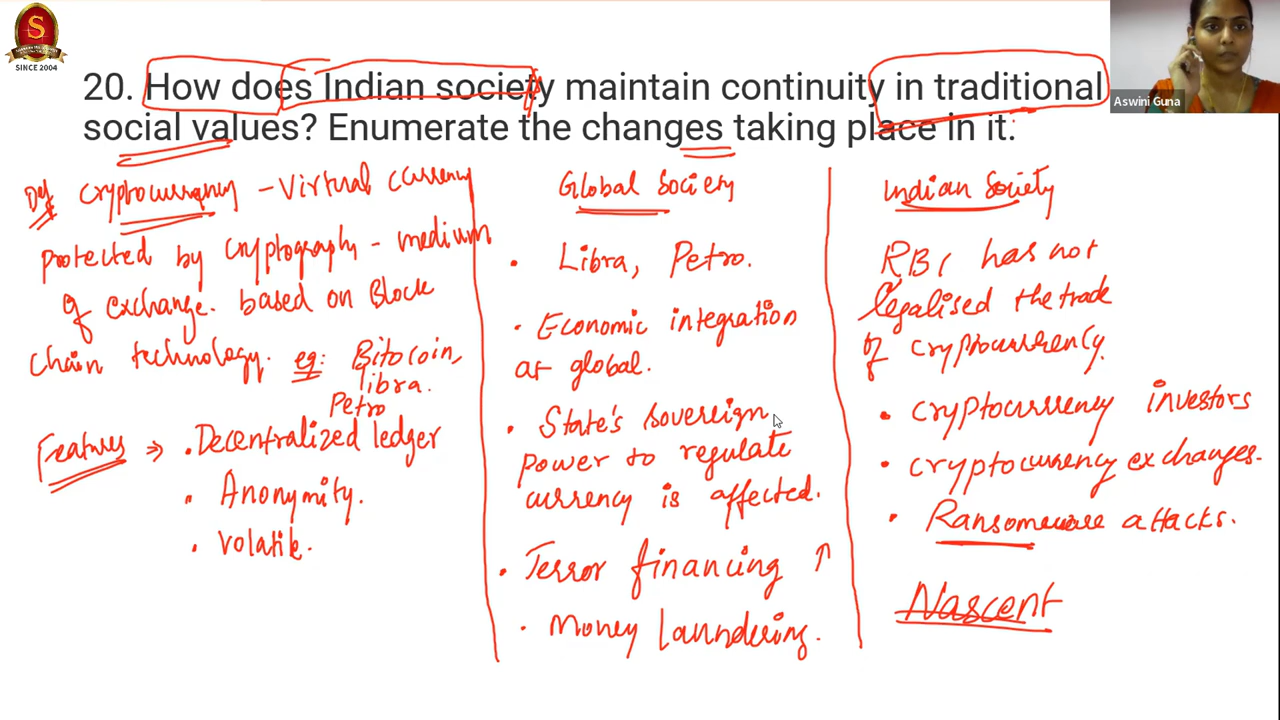 S
SINCE 2004
Aswini Guna
20. How does Indian society maintain continuity in traditional
social values? Enumerate the changes taking place in it.
Def Cryptocurrency - Virtual Currency
protected by cryptography - medium
of exchange. based on Block
chain technology. eg: Bitocoin,
libra.
Petro
Features ⇒ • Decentralized ledger
• Anonymity.
• Volatile.
Global Society
• Libra, Petro.
• Economic integration
at global.
• State's sovereign
power to regulate
currency is affected.
• Terror financing ↑
• Money laundering.
Indian Society
RBI has not
legalised the trade
of cryptocurrency.
• Cryptocurrency investors
• Cryptocurrency exchanges.
• Ransomeware attacks.
Nascent